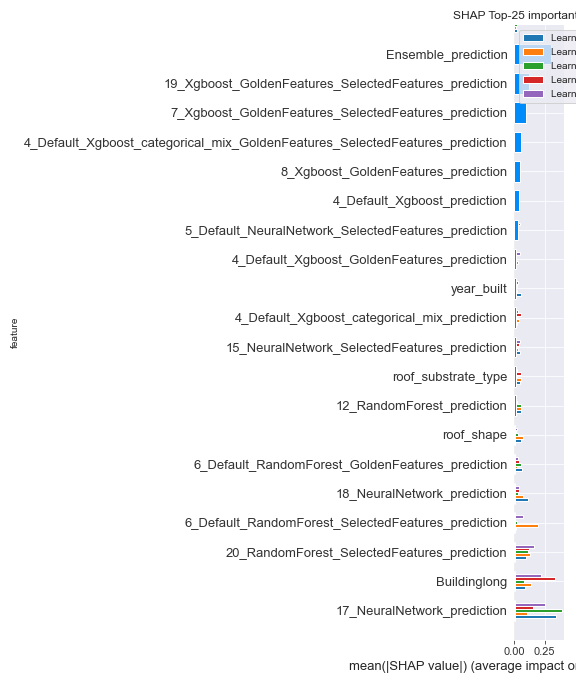 SHAP Top-25 important
Learn
Learn
Learn
Learn
Learn
Ensemble_prediction
19_Xgboost_GoldenFeatures_SelectedFeatures_prediction
7_Xgboost_GoldenFeatures_SelectedFeatures_prediction
4_Default_Xgboost_categorical_mix_GoldenFeatures_SelectedFeatures_prediction
8_Xgboost_GoldenFeatures_prediction
4_Default_Xgboost_prediction
5_Default_NeuralNetwork_SelectedFeatures_prediction
4_Default_Xgboost_GoldenFeatures_prediction
year_built
4_Default_Xgboost_categorical_mix_prediction
15_NeuralNetwork_SelectedFeatures_prediction
roof_substrate_type
12_RandomForest_prediction
roof_shape
6_Default_RandomForest_GoldenFeatures_prediction
18_NeuralNetwork_prediction
6_Default_RandomForest_SelectedFeatures_prediction
20_RandomForest_SelectedFeatures_prediction
Buildinglong
17_NeuralNetwork_prediction
feature
0.00 0.25
mean(|SHAP value|) (average impact o